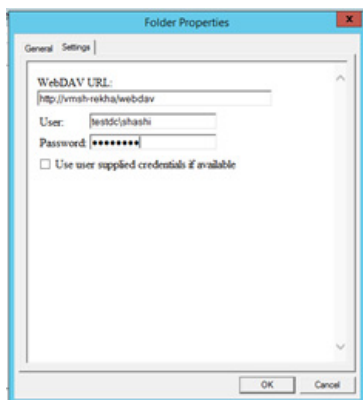 Folder Properties
x
General Settings
WebDAV URL:
http://vmsh-rekha/webdav
User: testdc\shashi
Password: ●●●●●●●●
Use user supplied credentials if available
OK Cancel